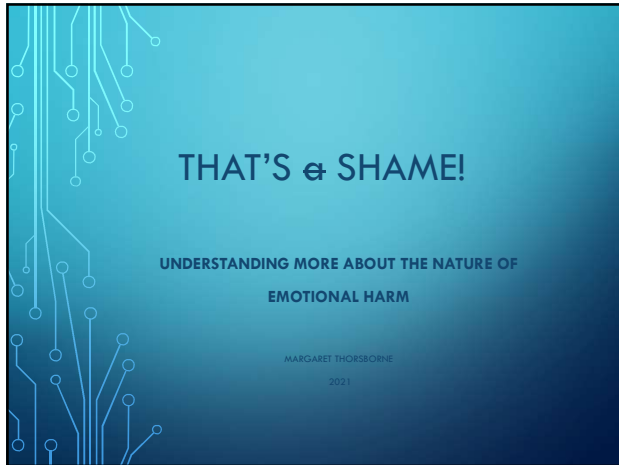 THAT'S a SHAME!
UNDERSTANDING MORE ABOUT THE NATURE OF
EMOTIONAL HARM
MARGARET THORSBORNE
2021